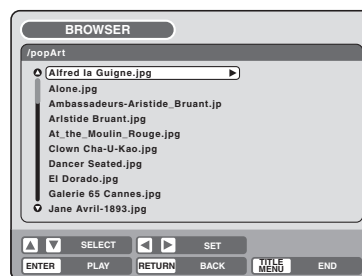 BROWSER
/popArt
Alfred la Guigne.jpg
Alone.jpg
Ambassadeurs-Aristide_Bruant.jp
Arlstide Bruant.jpg
At_the_Moulin_Rouge.jpg
Clown Cha-U-Kao.jpg
Dancer Seated.jpg
El Dorado.jpg
Galerie 65 Cannes.jpg
Jane Avril-1893.jpg
SELECT SET
ENTER PLAY RETURN BACK TITLE MENU END